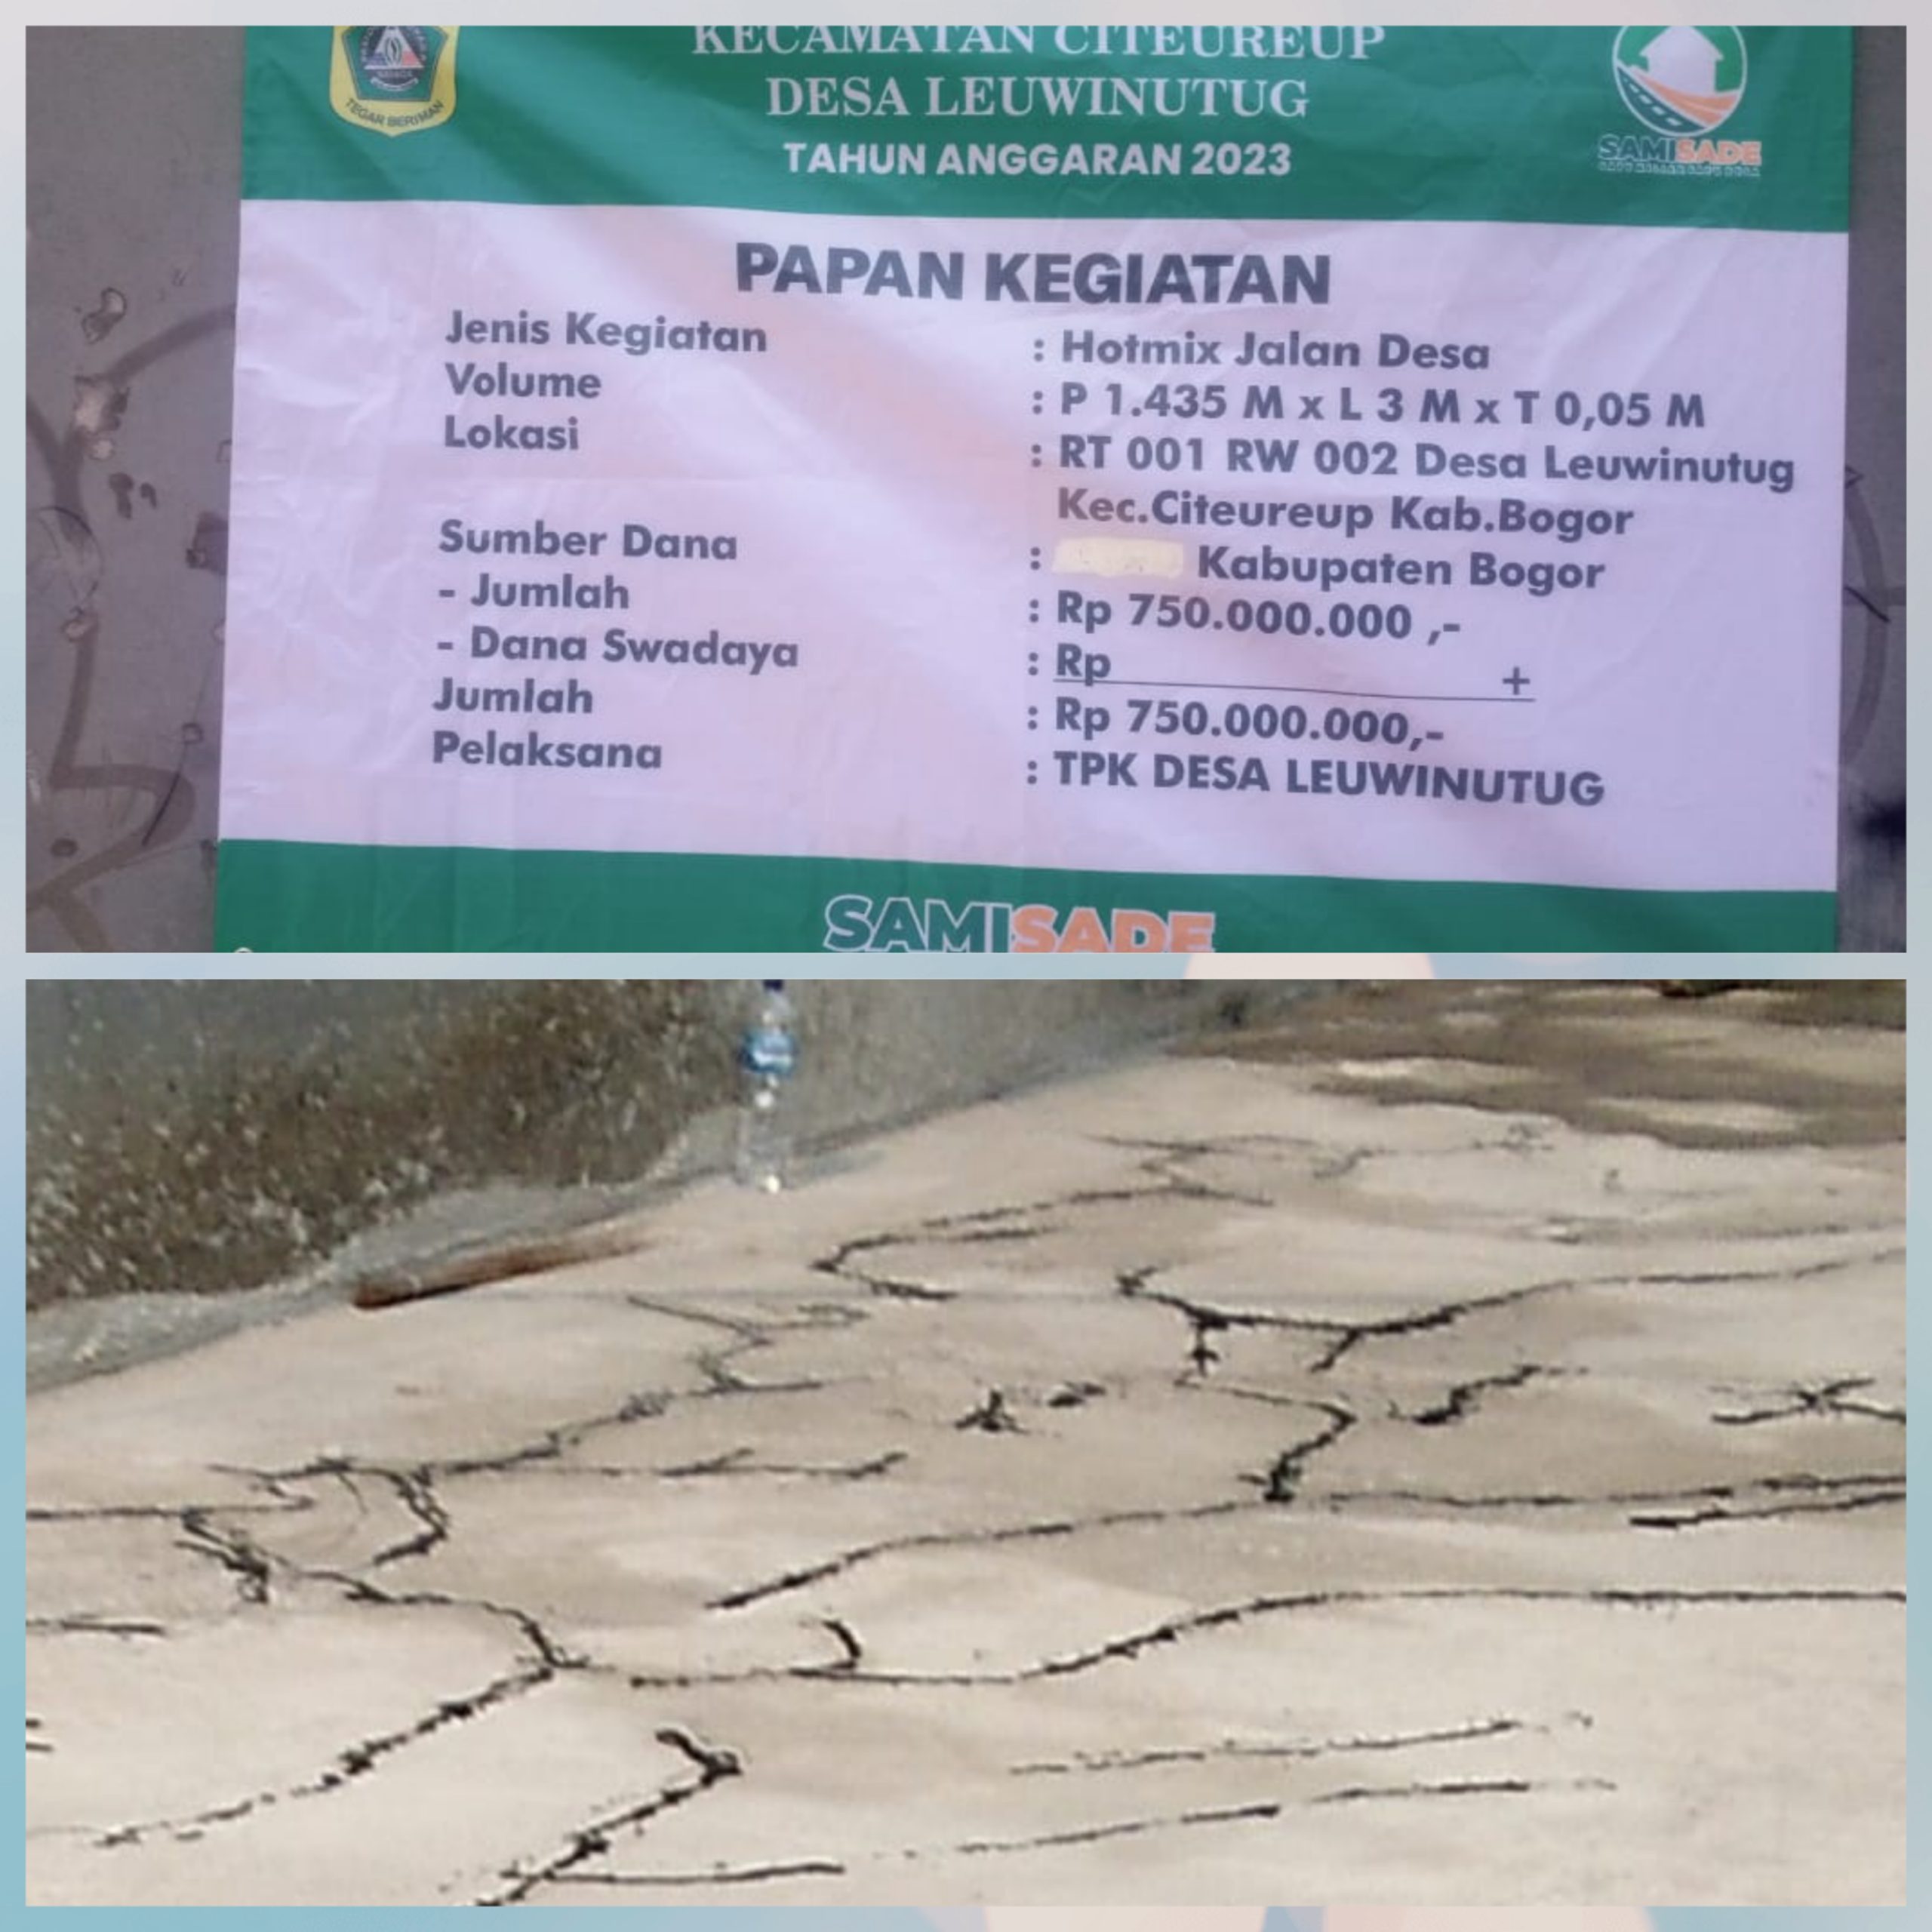 KECAMATAN CITEUREUP
DESA LEUWINUTUG
TAHUN ANGGARAN 2023
TEGAR BERIMAN
SAMISADE
PAPAN KEGIATAN
Jenis Kegiatan : Hotmix Jalan Desa
Volume : P 1.435 M x L 3 M x T 0,05 M
Lokasi : RT 001 RW 002 Desa Leuwinutug
Kec.Citeureup Kab.Bogor
Sumber Dana : Kabupaten Bogor
- Jumlah : Rp 750.000.000 ,-
- Dana Swadaya : Rp +
Jumlah : Rp 750.000.000,-
Pelaksana : TPK DESA LEUWINUTUG
SAMISADE